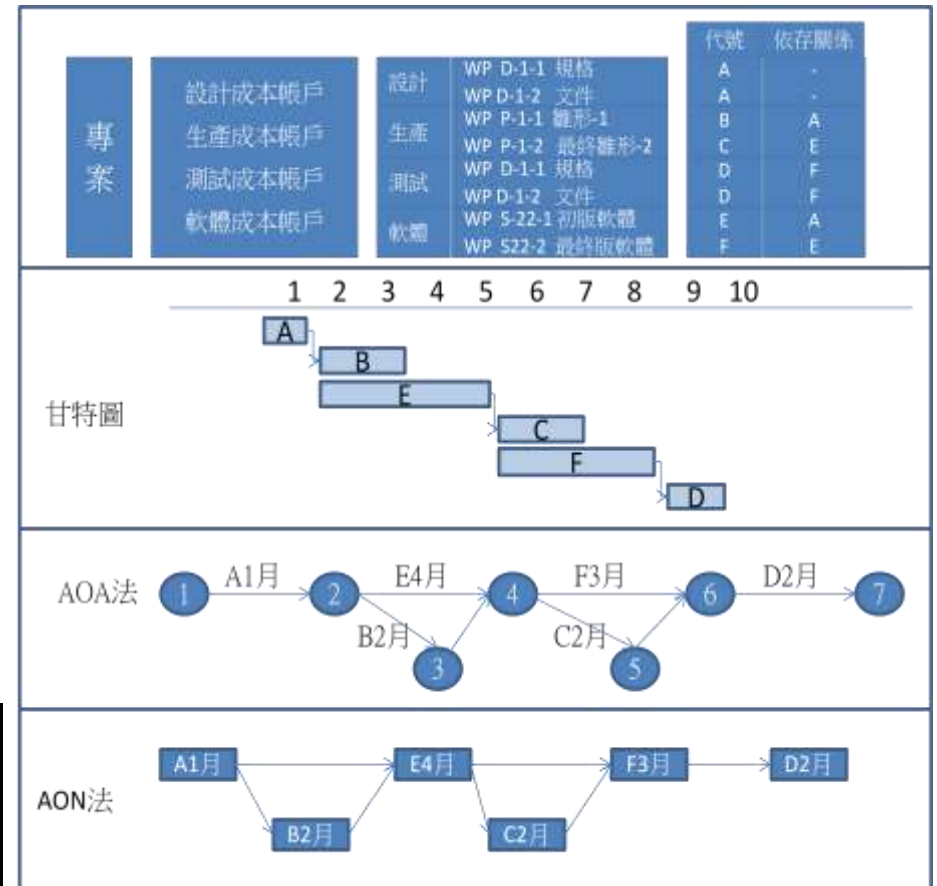 代號 依存關係
專案
設計成本帳戶
生產成本帳戶
測試成本帳戶
軟體成本帳戶
設計 WP D-1-1 規格 A -
WP D-1-2 文件 A -
生產 WP P-1-1 雛形-1 B A
WP P-1-2 最終雛形-2 C E
測試 WP D-1-1 規格 D F
WP D-1-2 文件 D F
軟體 WP S-22-1 初版軟體 E A
WP S22-2 最終版軟體 F E
1 2 3 4 5 6 7 8 9 10
甘特圖
A
B
E
C
F
D
AOA法
1 A1月 2 E4月 4 F3月 6 D2月 7
B2月 3 C2月 5
AON法
A1月 E4月 F3月 D2月
B2月 C2月